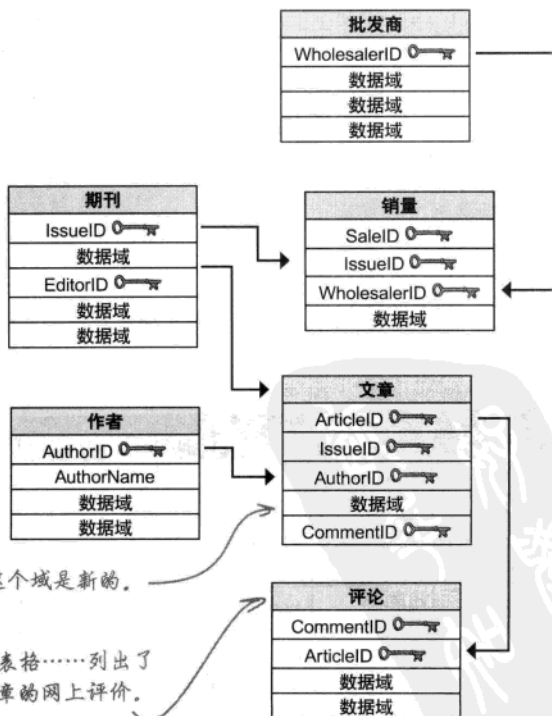 批发商
WholesalerID
数据域
数据域
数据域
期刊
IssueID
数据域
EditorID
数据域
数据域
销量
SaleID
IssueID
WholesalerID
数据域
作者
AuthorID
AuthorName
数据域
数据域
文章
ArticleID
IssueID
AuthorID
数据域
CommentID
个域是新的。
表格……列出了
章的网上评价。
评论
CommentID
ArticleID
数据域
数据域